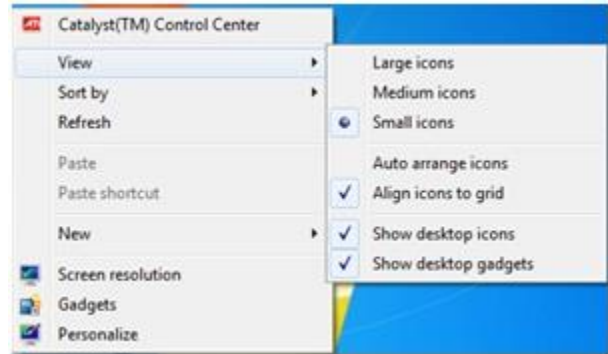 Catalyst(TM) Control Center
View
Sort by
Refresh
Paste
Paste shortcut
New
Screen resolution
Gadgets
Personalize
Large icons
Medium icons
Small icons
Auto arrange icons
Align icons to grid
Show desktop icons
Show desktop gadgets